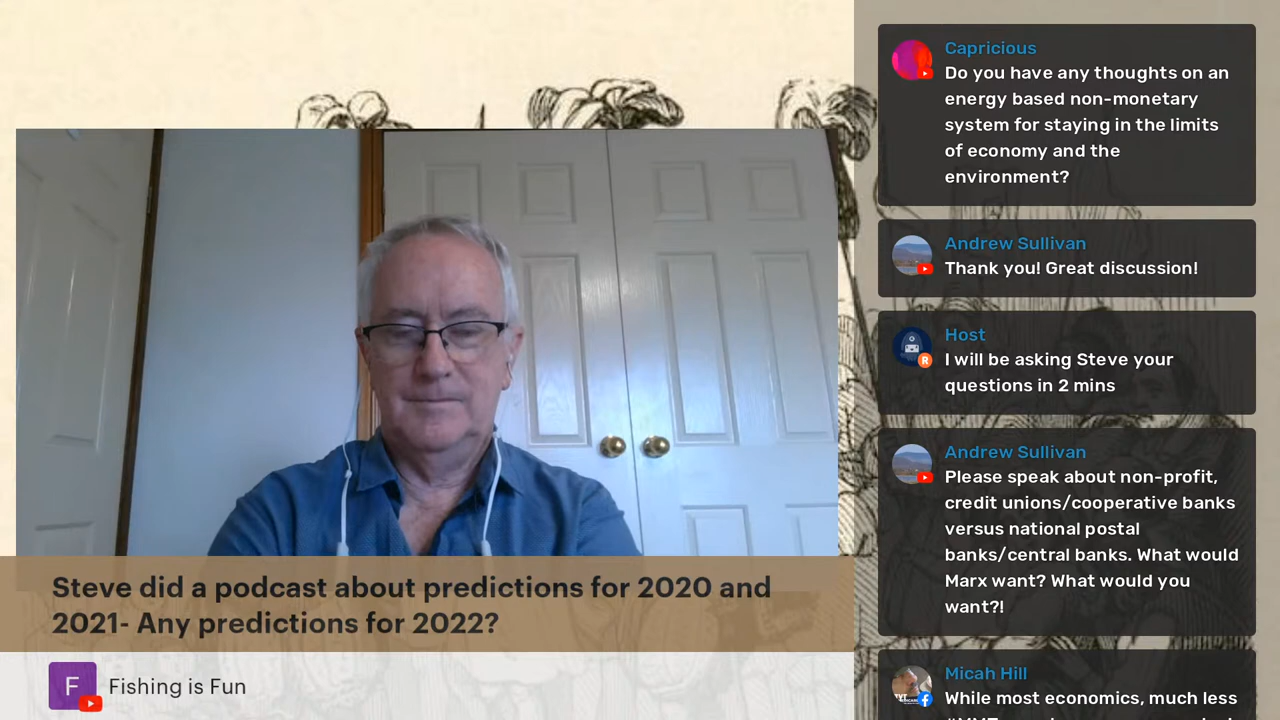 Steve did a podcast about predictions for 2020 and
2021- Any predictions for 2022?
F
Fishing is Fun
Capricious
Do you have any thoughts on an
energy based non-monetary
system for staying in the limits
of economy and the
environment?
Andrew Sullivan
Thank you! Great discussion!
Host
R
I will be asking Steve your
questions in 2 mins
Andrew Sullivan
Please speak about non-profit,
credit unions/cooperative banks
versus national postal
banks/central banks. What would
Marx want? What would you
want?!
Micah Hill
While most economics, much less